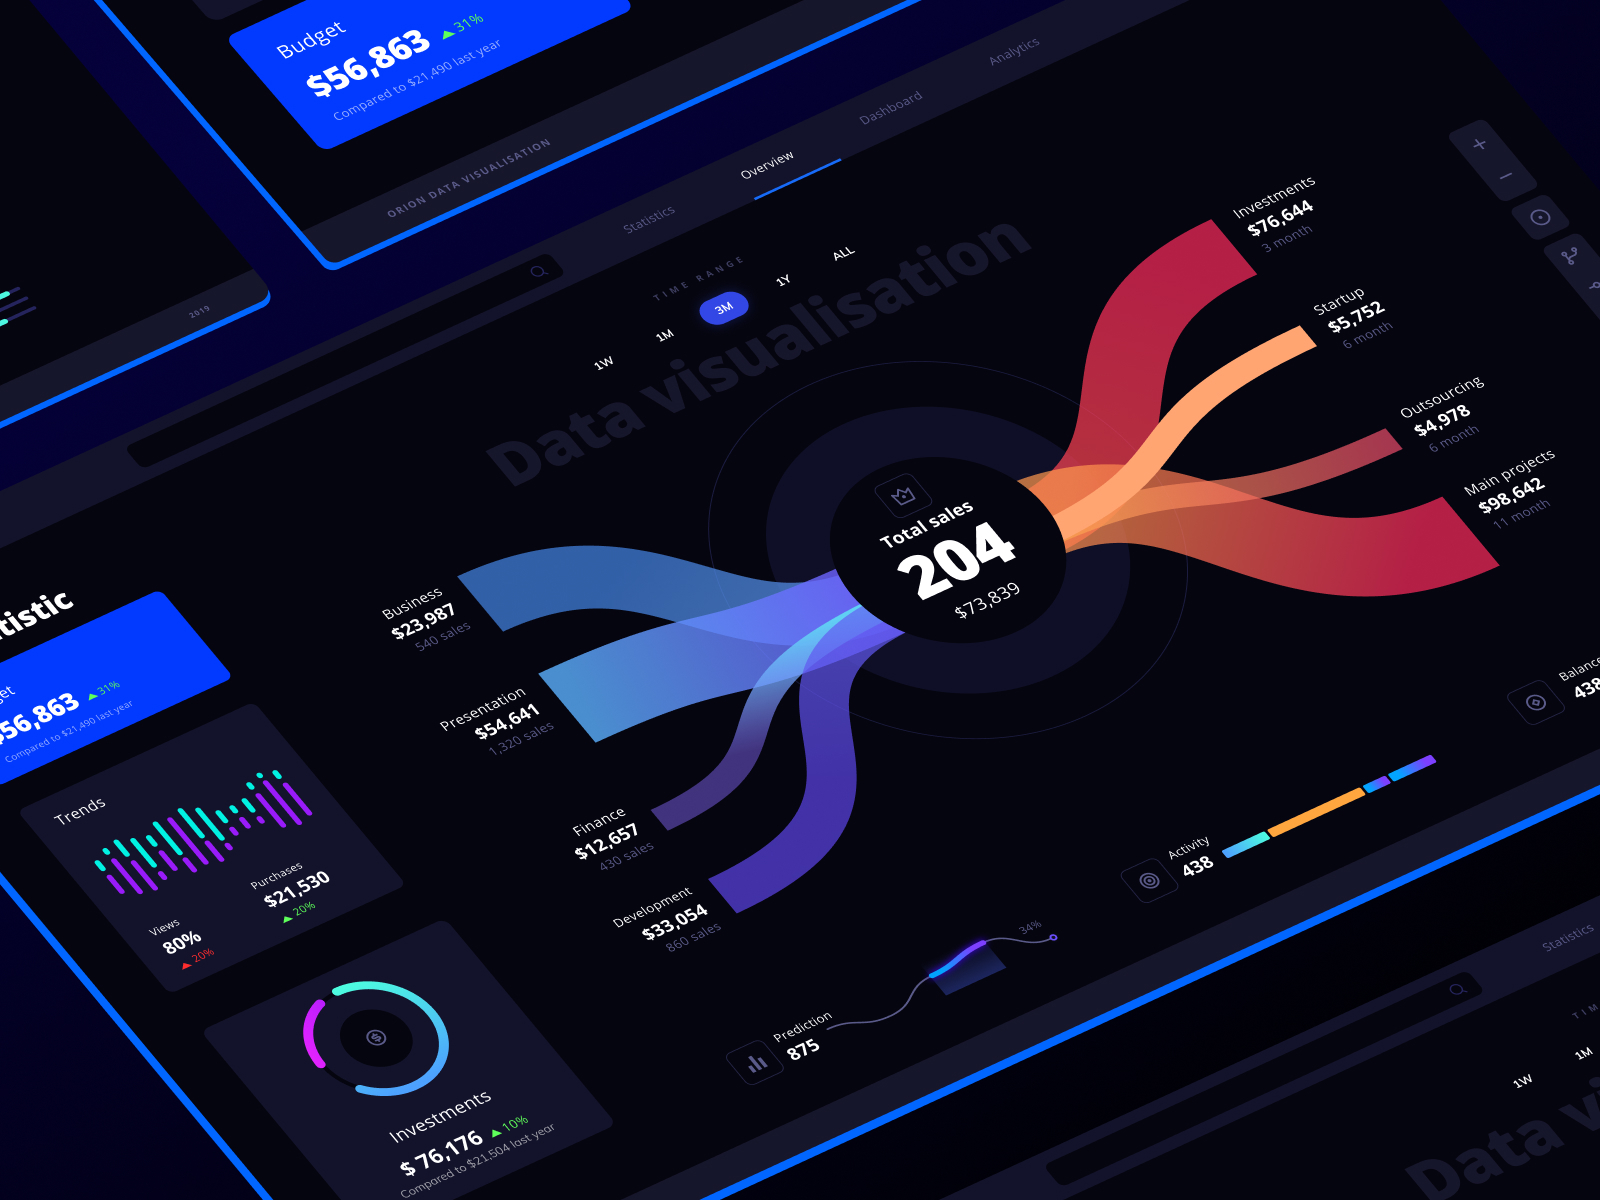 Budget
$56,863 31%
Compared to $21,490 last year
ORION DATA VISUALISATION
2019
Statistics
Overview
Dashboard
Analytics
TIME RANGE
1W
1M
3M
1Y
ALL
Data visualisation
Total sales
204
$73,839
Investments
$76,644
3 month
Startup
$5,752
6 month
Outsourcing
$4,978
6 month
Main projects
$98,642
11 month
Business
$23,987
540 sales
Presentation
$54,641
1,320 sales
Finance
$12,657
430 sales
Development
$33,054
860 sales
tistic
get
$56,863 31%
Compared to $21,490 last year
Trends
Views
80%
20%
Purchases
$21,530
20%
Investments
$ 76,176 10%
Compared to $21,504 last year
Prediction
875
34%
Activity
438
Balance
438
Statistics
TIM
1W
1M
Data vi